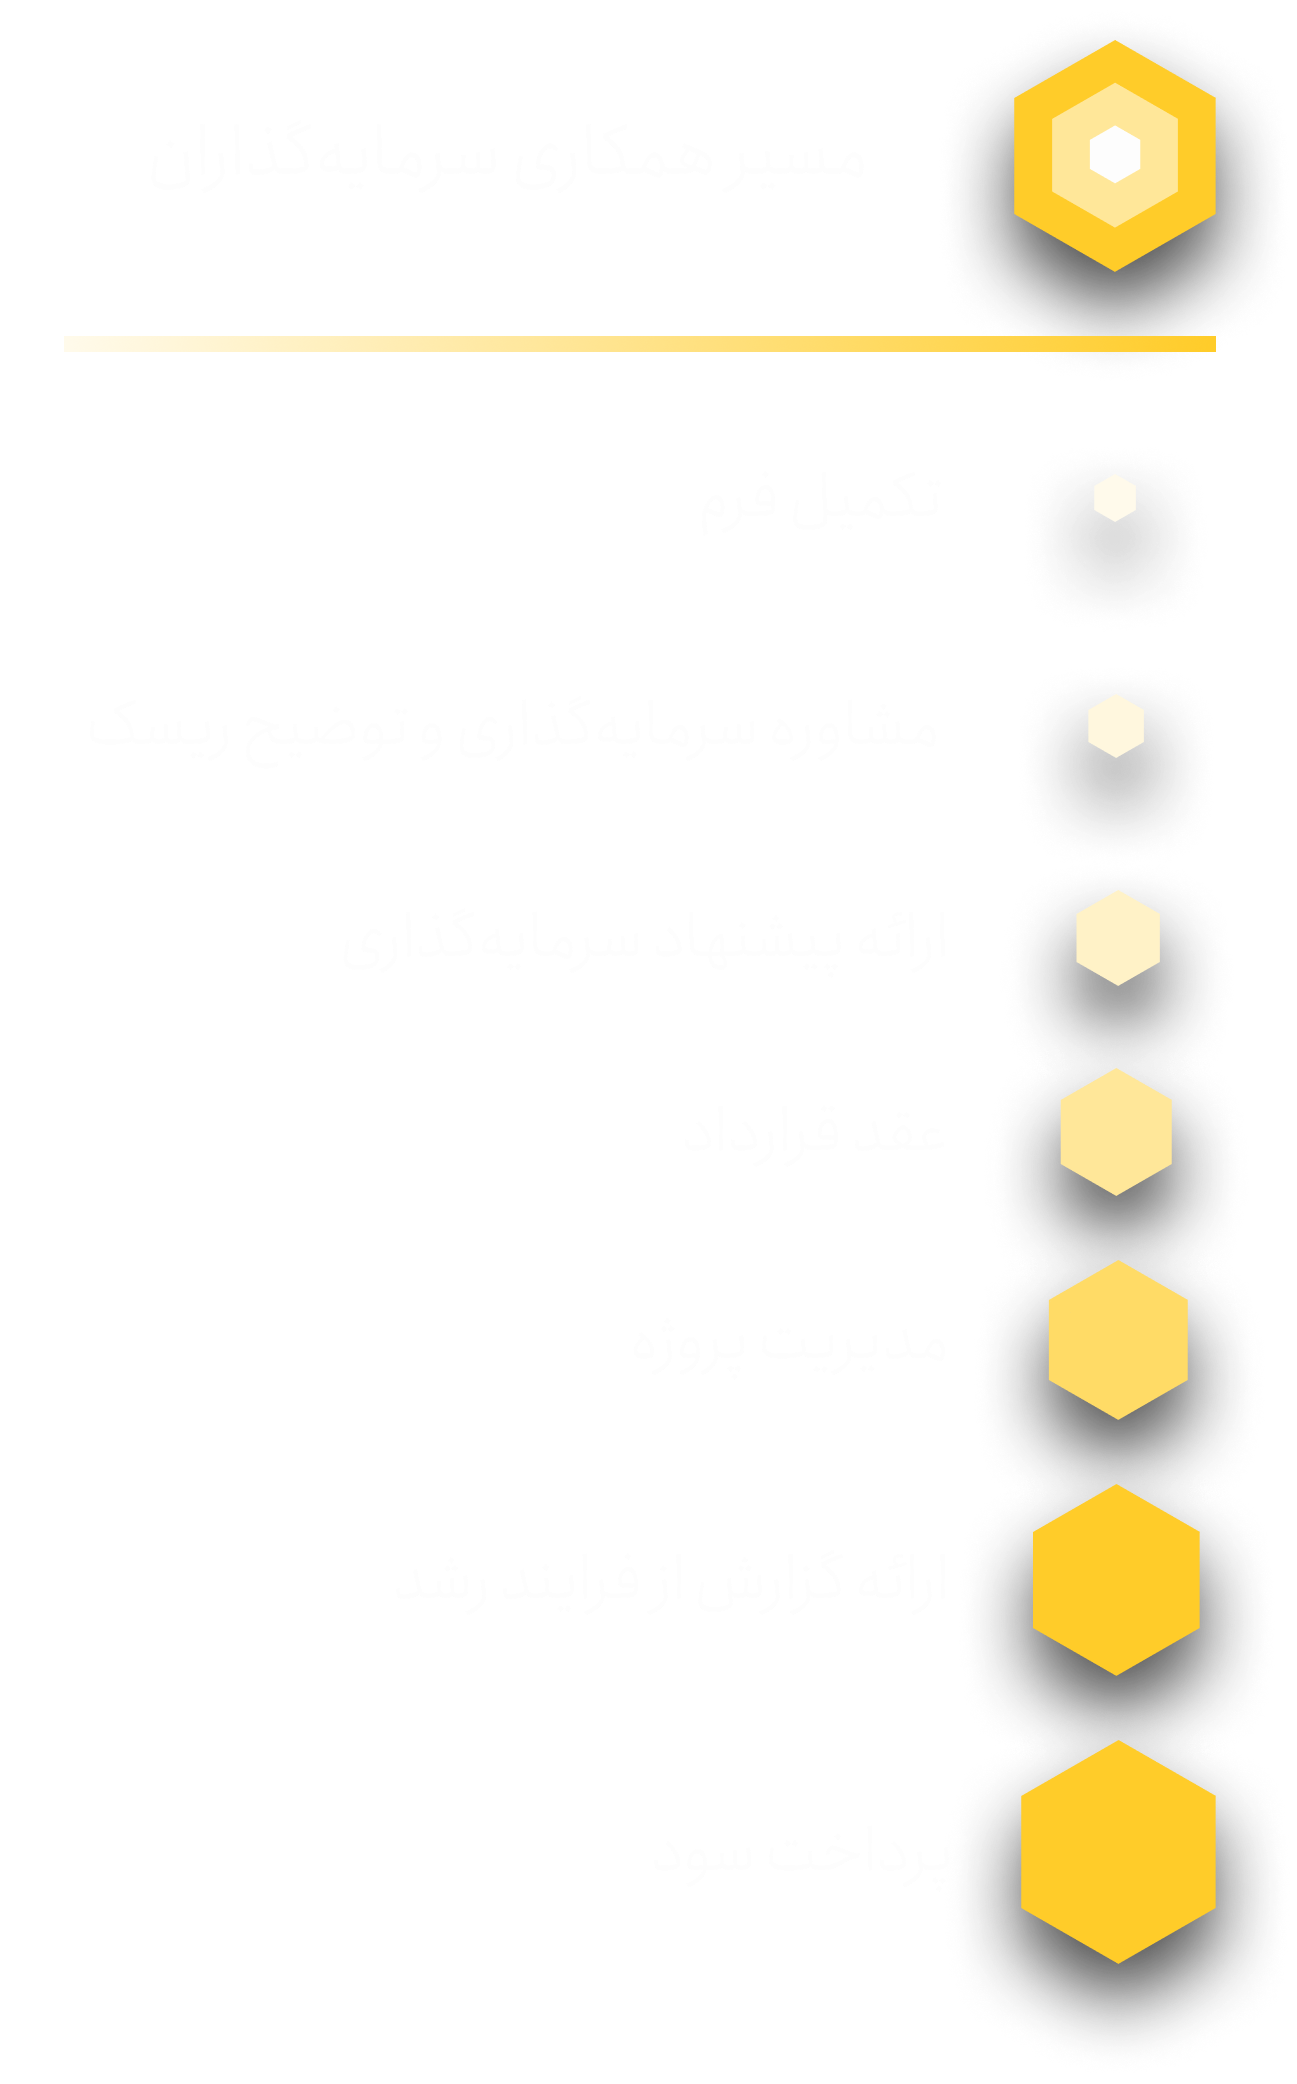 مسیر همکاری سرمایه‌گذاران
تکمیل فرم
مشاوره سرمایه‌گذاری و توضیح ریسک
ارائه پیشنهاد سرمایه‌گذاری
عقد قرارداد
مدیریت پروژه
ارائه گزارش از فرایند رشد
پرداخت سود